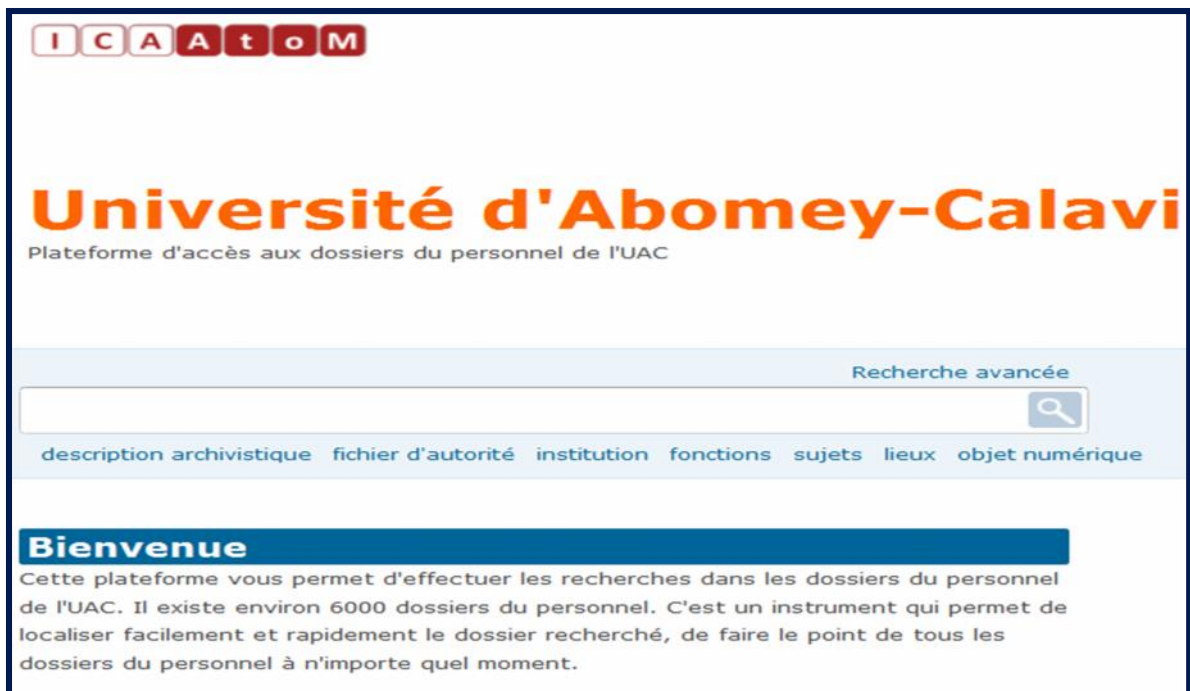 ICAAtoM
Université d'Abomey-Calavi
Plateforme d'accès aux dossiers du personnel de l'UAC
Recherche avancée
description archivistique fichier d'autorité institution fonctions sujets lieux objet numérique
Bienvenue
Cette plateforme vous permet d'effectuer les recherches dans les dossiers du personnel
de l'UAC. Il existe environ 6000 dossiers du personnel. C'est un instrument qui permet de
localiser facilement et rapidement le dossier recherché, de faire le point de tous les
dossiers du personnel à n'importe quel moment.